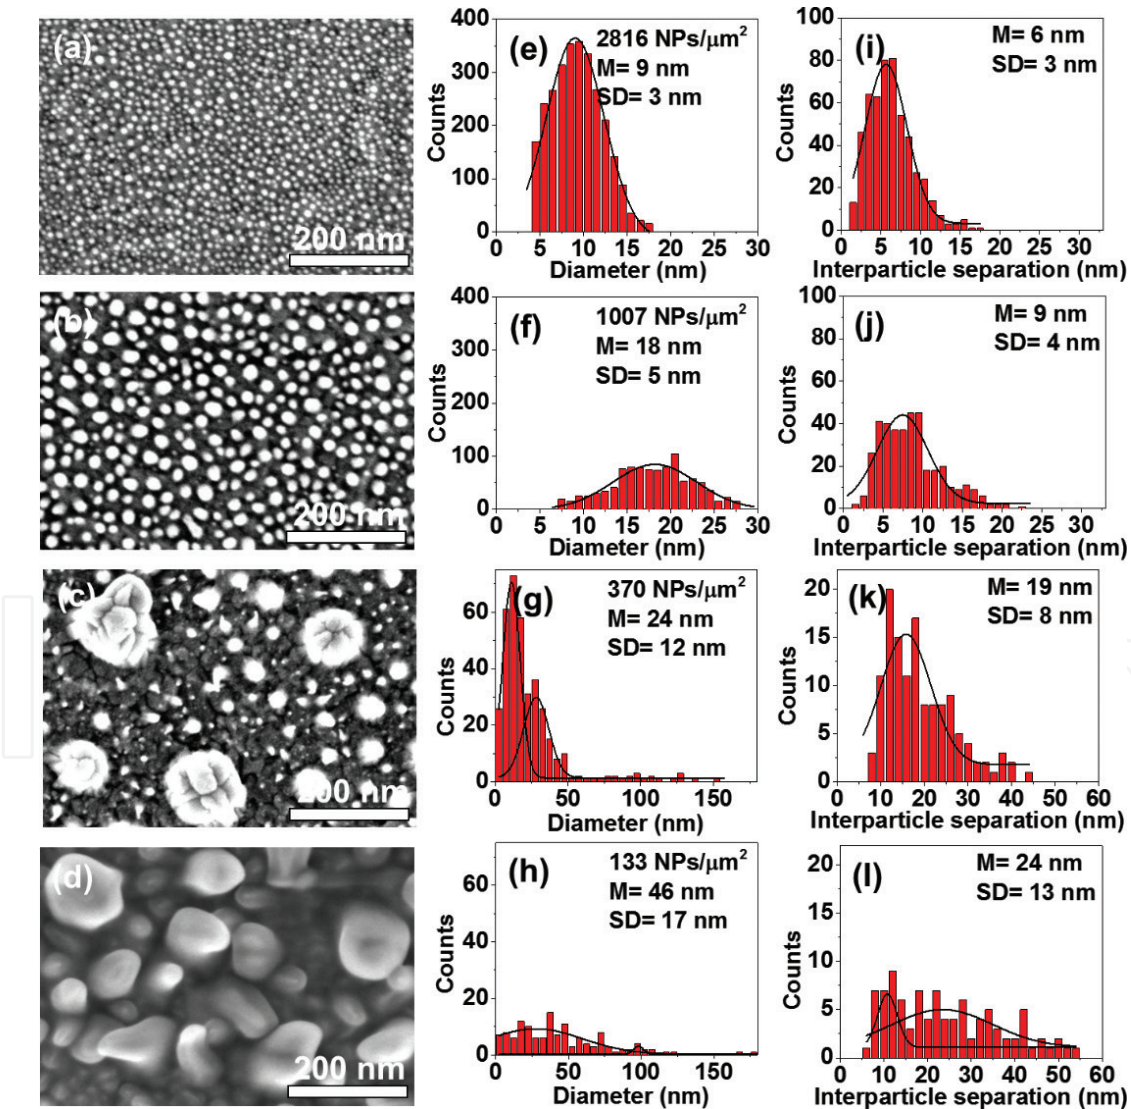 (a)
200 nm
400
300
200
100
0
Counts
(e)
2816 NPs/μm²
M= 9 nm
SD= 3 nm
0 5 10 15 20 25 30
Diameter (nm)
100
80
60
40
20
0
Counts
(i)
M= 6 nm
SD= 3 nm
0 5 10 15 20 25 30
Interparticle separation (nm)
(b)
200 nm
400
300
200
100
0
Counts
(f)
1007 NPs/μm²
M= 18 nm
SD= 5 nm
0 5 10 15 20 25 30
Diameter (nm)
100
80
60
40
20
0
Counts
(j)
M= 9 nm
SD= 4 nm
0 5 10 15 20 25 30
Interparticle separation (nm)
(c)
200 nm
60
40
20
0
Counts
(g)
370 NPs/μm²
M= 24 nm
SD= 12 nm
0 50 100 150
Diameter (nm)
20
15
10
5
0
Counts
(k)
M= 19 nm
SD= 8 nm
0 10 20 30 40 50 60
Interparticle separation (nm)
(d)
200 nm
60
40
20
0
Counts
(h)
133 NPs/μm²
M= 46 nm
SD= 17 nm
0 50 100 150
Diameter (nm)
20
15
10
5
0
Counts
(l)
M= 24 nm
SD= 13 nm
0 10 20 30 40 50 60
Interparticle separation (nm)